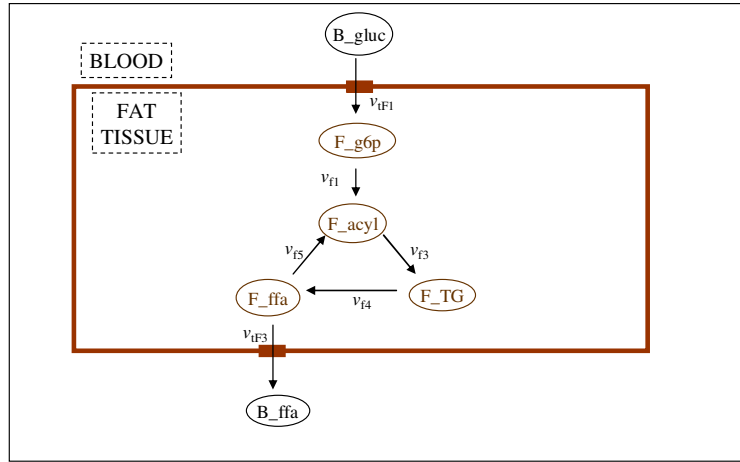 B_gluc
BLOOD
v_tF1
FAT
TISSUE
F_g6p
v_f1
F_acyl
v_f5
v_f3
F_ffa
v_f4
F_TG
v_tF3
B_ffa